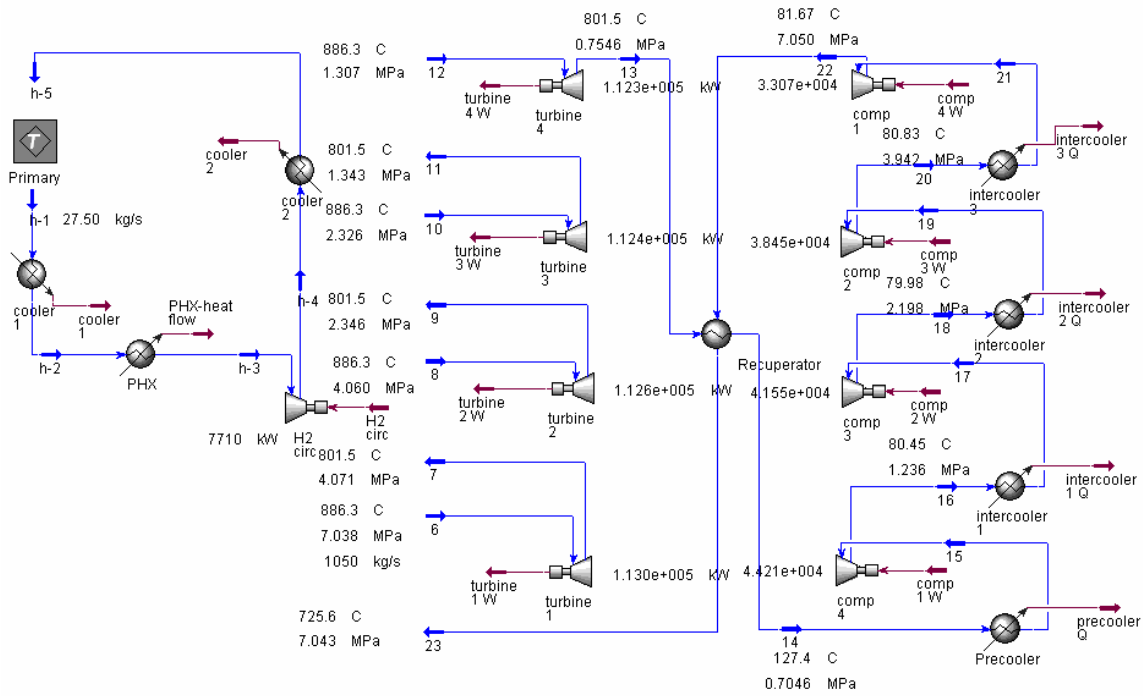 h-5
T
Primary
h-1 27.50 kg/s
cooler
1
cooler
1
h-2
PHX-heat
flow
PHX
h-3
h-4
cooler
2
cooler
2
7710 kW
H2
circ
H2
circ
886.3 C
1.307 MPa
12
turbine
4 W
turbine
4
801.5 C
0.7546 MPa
13
1.123e+005 kW
801.5 C
1.343 MPa
11
886.3 C
2.326 MPa
10
turbine
3 W
turbine
3
1.124e+005 kW
801.5 C
2.346 MPa
9
886.3 C
4.060 MPa
8
turbine
2 W
turbine
2
1.126e+005 kW
801.5 C
4.071 MPa
7
886.3 C
7.038 MPa
1050 kg/s
6
turbine
1 W
turbine
1
1.130e+005 kW
725.6 C
7.043 MPa
23
Recuperator
81.67 C
7.050 MPa
22
3.307e+004
comp
1
comp
4 W
21
80.83 C
3.942 MPa
20
intercooler
3
intercooler
3 Q
19
3.845e+004
comp
2
comp
3 W
79.98 C
2.198 MPa
18
intercooler
2
intercooler
2 Q
17
4.155e+004
comp
3
comp
2 W
80.45 C
1.236 MPa
16
intercooler
1
intercooler
1 Q
15
4.421e+004
comp
4
comp
1 W
14
127.4 C
0.7046 MPa
Precooler
precooler
Q